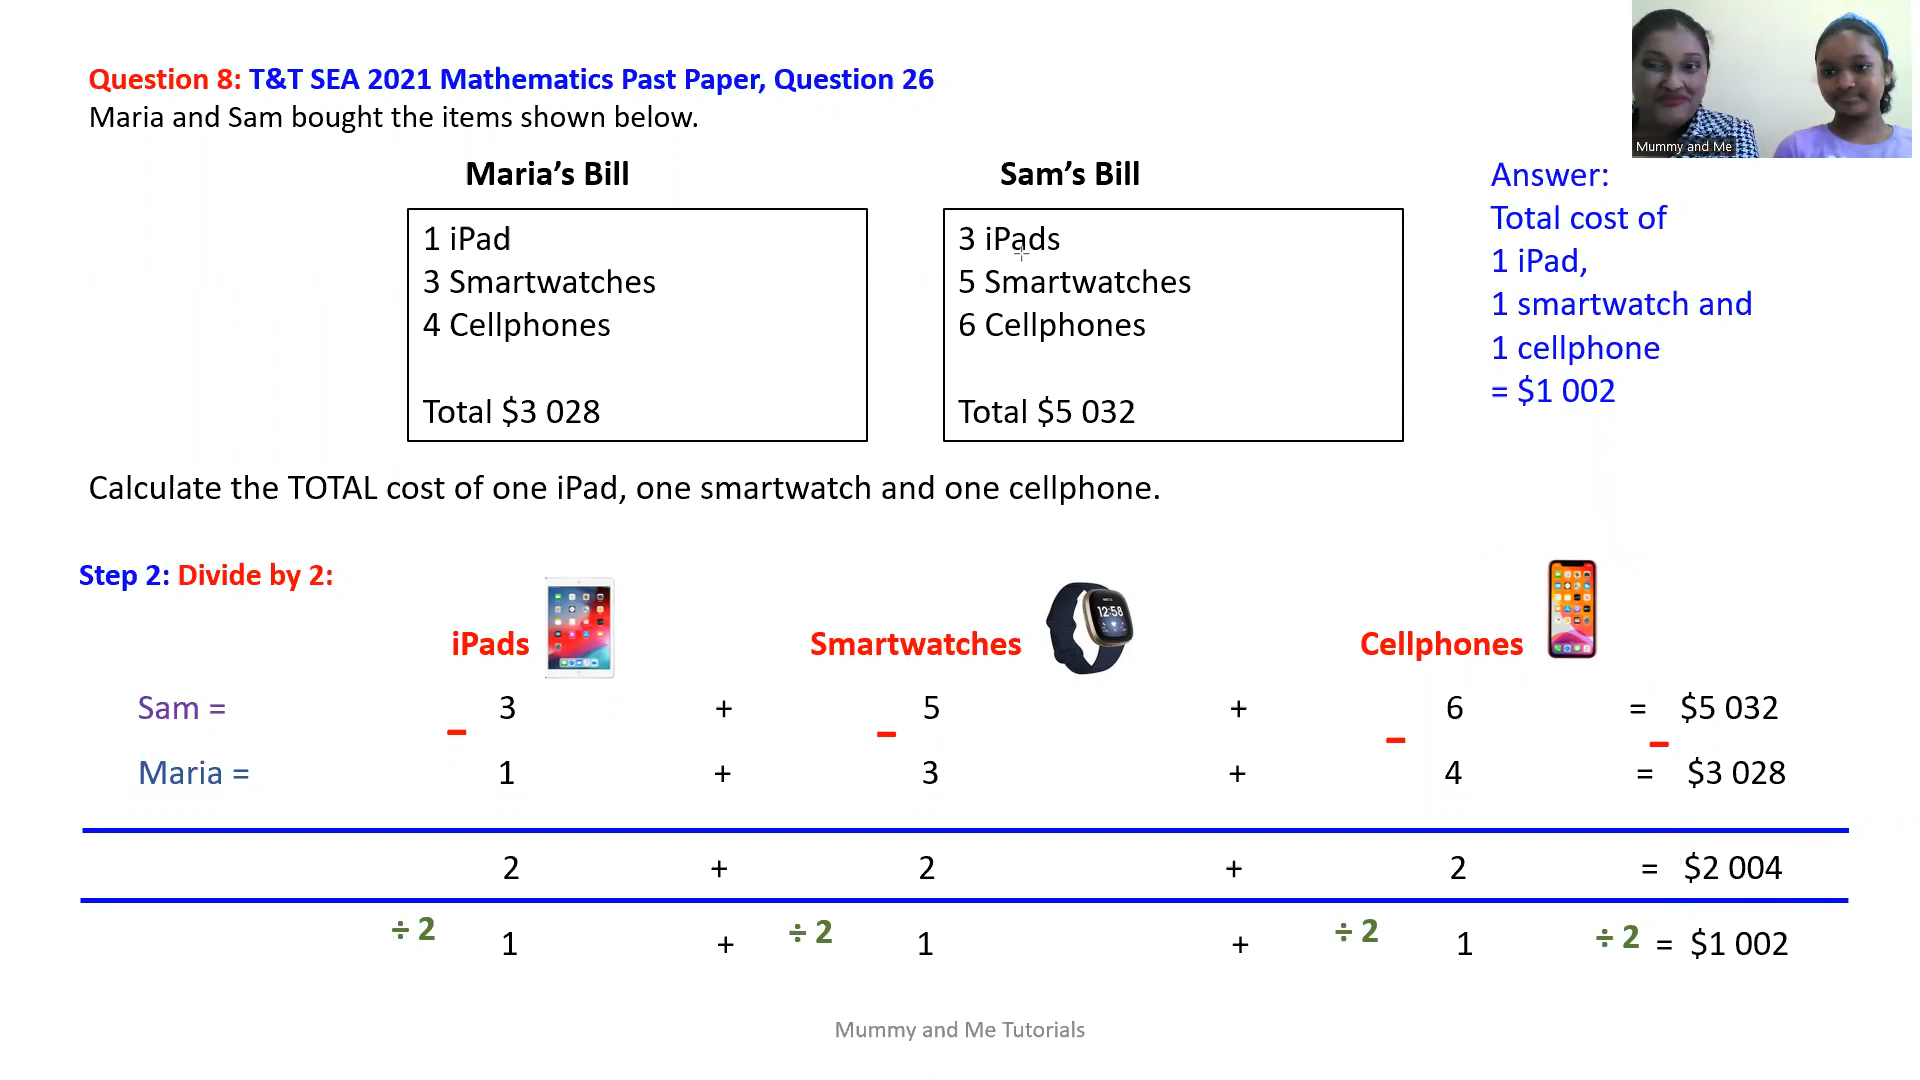 Question 8: T&T SEA 2021 Mathematics Past Paper, Question 26
Maria and Sam bought the items shown below.
Mummy and Me
Maria’s Bill
1 iPad
3 Smartwatches
4 Cellphones
Total $3 028
Sam’s Bill
3 iPads
5 Smartwatches
6 Cellphones
Total $5 032
Answer:
Total cost of
1 iPad,
1 smartwatch and
1 cellphone
= $1 002
Calculate the TOTAL cost of one iPad, one smartwatch and one cellphone.
Step 2: Divide by 2:
iPads Smartwatches 12:58 Cellphones
Sam = 3 + 5 + 6 = $5 032
- - - -
Maria = 1 + 3 + 4 = $3 028
2 + 2 + 2 = $2 004
÷ 2 1 + ÷ 2 1 + ÷ 2 1 ÷ 2 = $1 002
Mummy and Me Tutorials